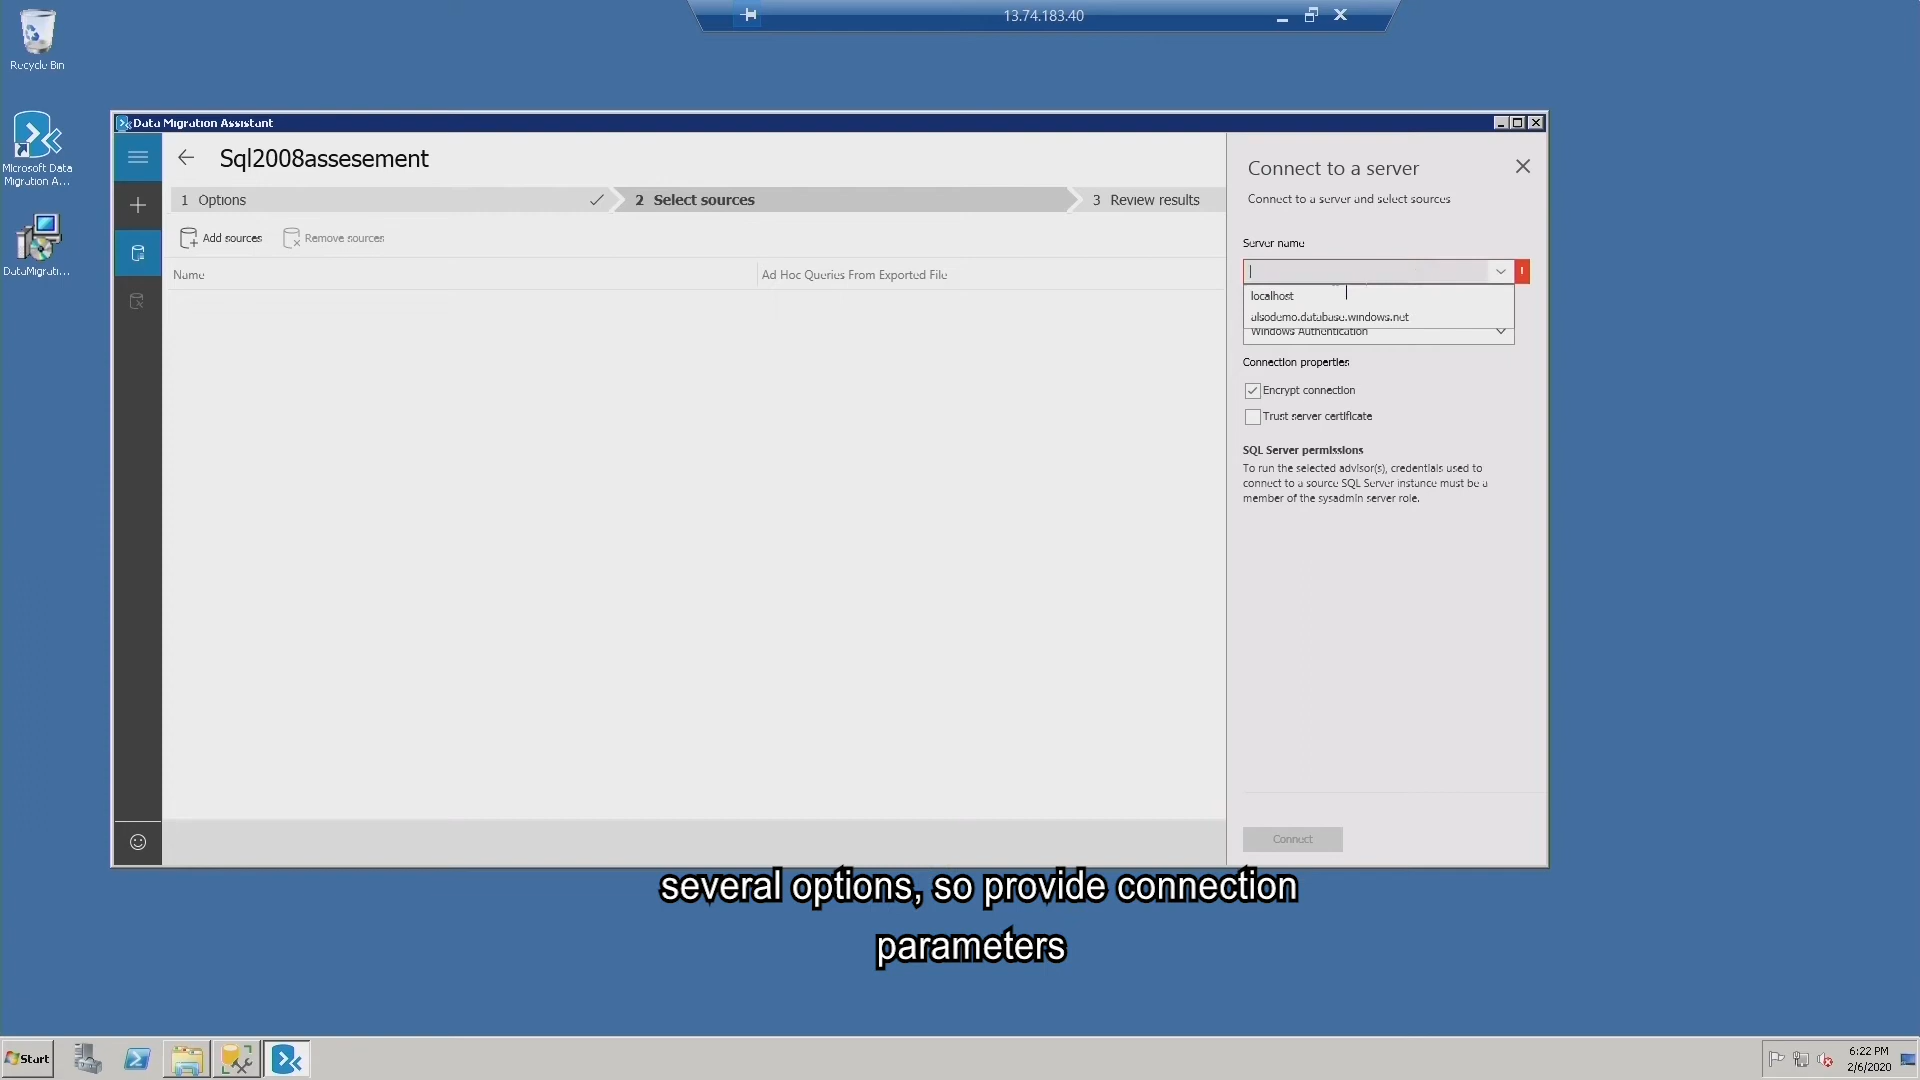 13.74.183.40
Recycle Bin
Microsoft Data
Migration A...
DataMigrati...
Data Migration Assistant
Sql2008assesement
1 Options
2 Select sources
3 Review results
Add sources
Remove sources
Name
Ad Hoc Queries From Exported File
Connect to a server
Connect to a server and select sources
Server name
localhost
alsodemo.database.windows.net
Windows Authentication
Connection properties
Encrypt connection
Trust server certificate
SQL Server permissions
To run the selected advisor(s), credentials used to
connect to a source SQL Server instance must be a
member of the sysadmin server role.
Connect
several options, so provide connection
parameters
Start
6:22 PM
2/6/2020